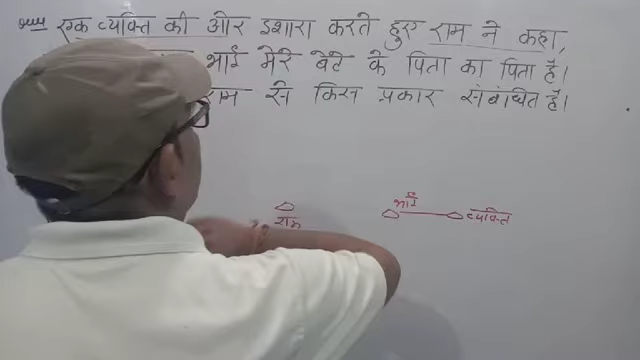 एक व्यक्ति की ओर इशारा करते हुए राम ने कहा,
भाई मेरे बेटे के पिता का पिता है।
राम से किस प्रकार संबंधित है।
भाई
राम
व्यक्ति